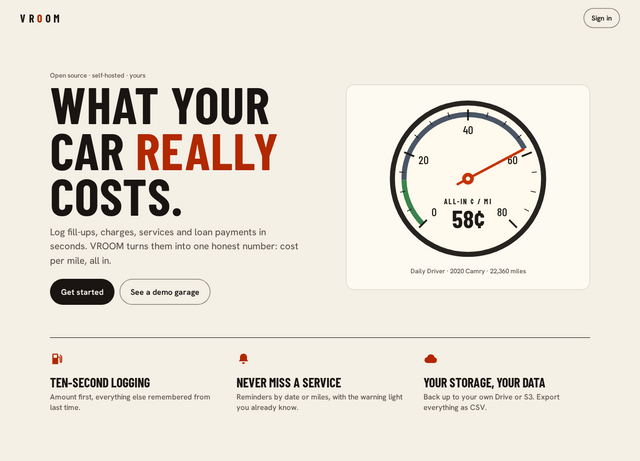 VROOM
Sign in
Open source · self-hosted · yours
WHAT YOUR
CAR REALLY
COSTS.
Log fill-ups, charges, services and loan payments in
seconds. VROOM turns them into one honest number: cost
per mile, all in.
Get started
See a demo garage
0
20
40
60
80
ALL-IN ¢ / MI
58¢
Daily Driver · 2020 Camry · 22,360 miles
TEN-SECOND LOGGING
Amount first, everything else remembered from
last time.
NEVER MISS A SERVICE
Reminders by date or miles, with the warning light
you already know.
YOUR STORAGE, YOUR DATA
Back up to your own Drive or S3. Export
everything as CSV.